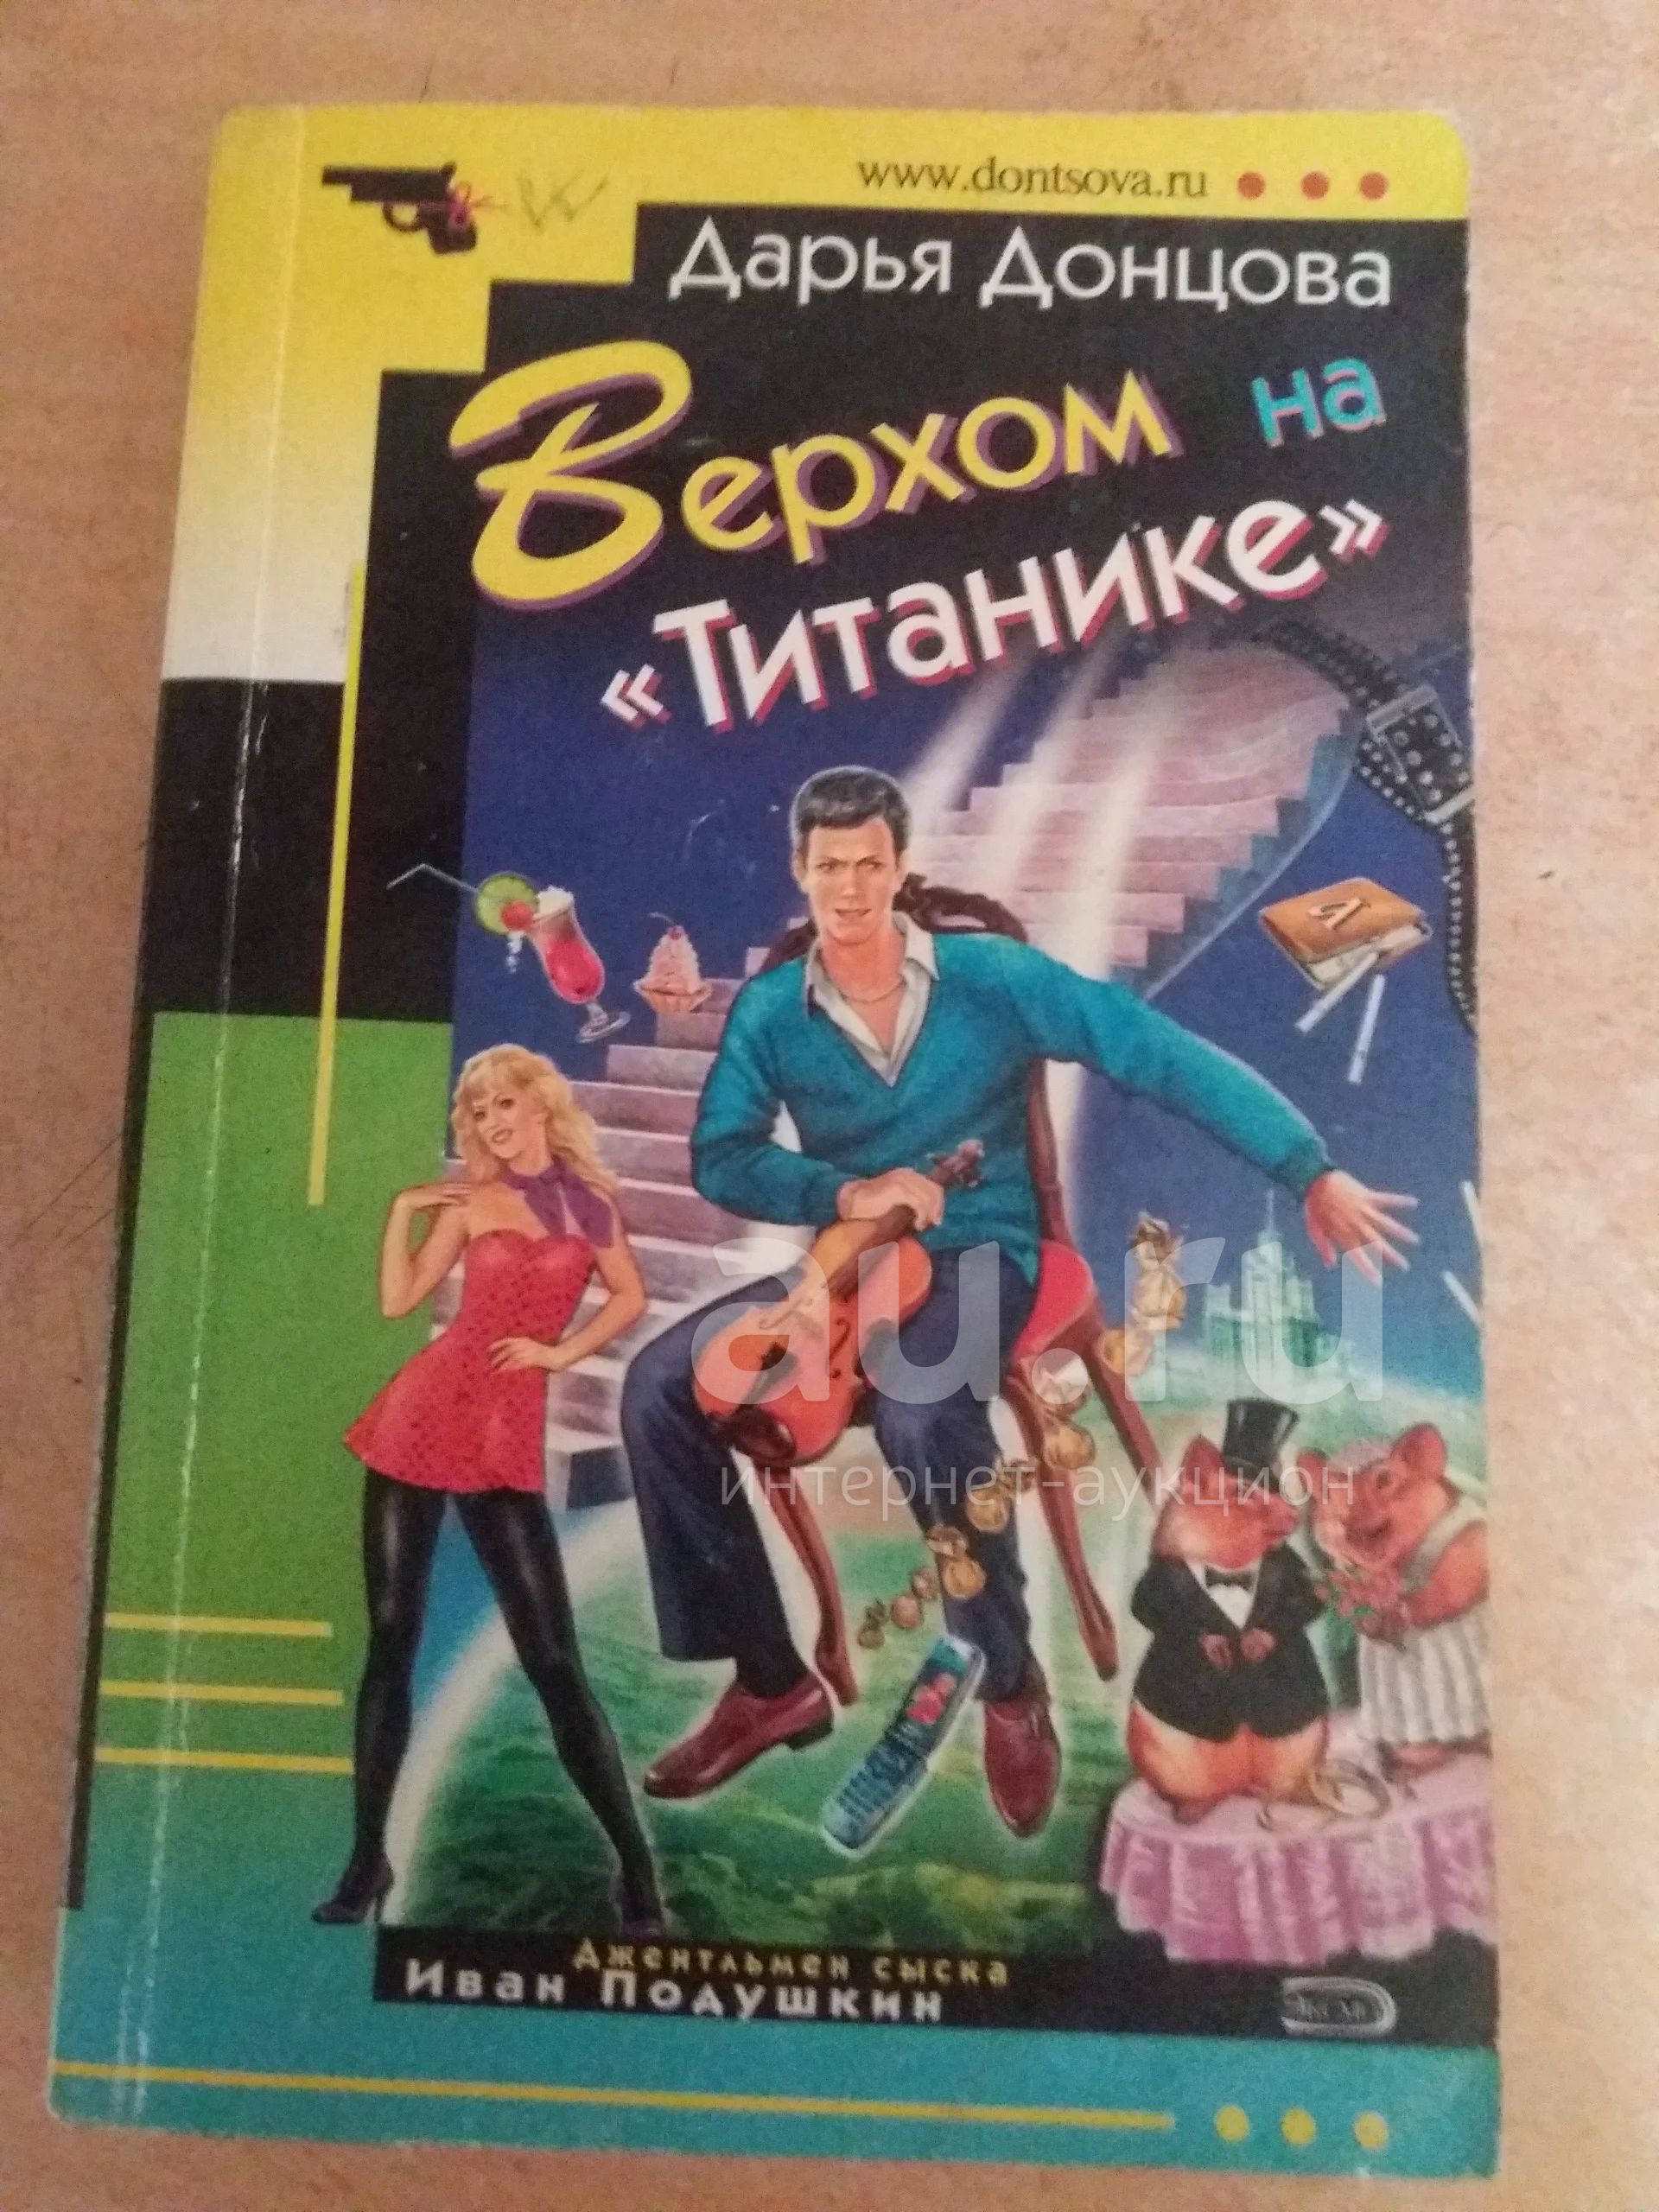 www.dontsova.ru
Дарья Донцова
Верхом на
«Титанике»
Л
au.ru
интернет-аукцион
Джентльмен сыска
Иван Подушкин
ЭКСМО